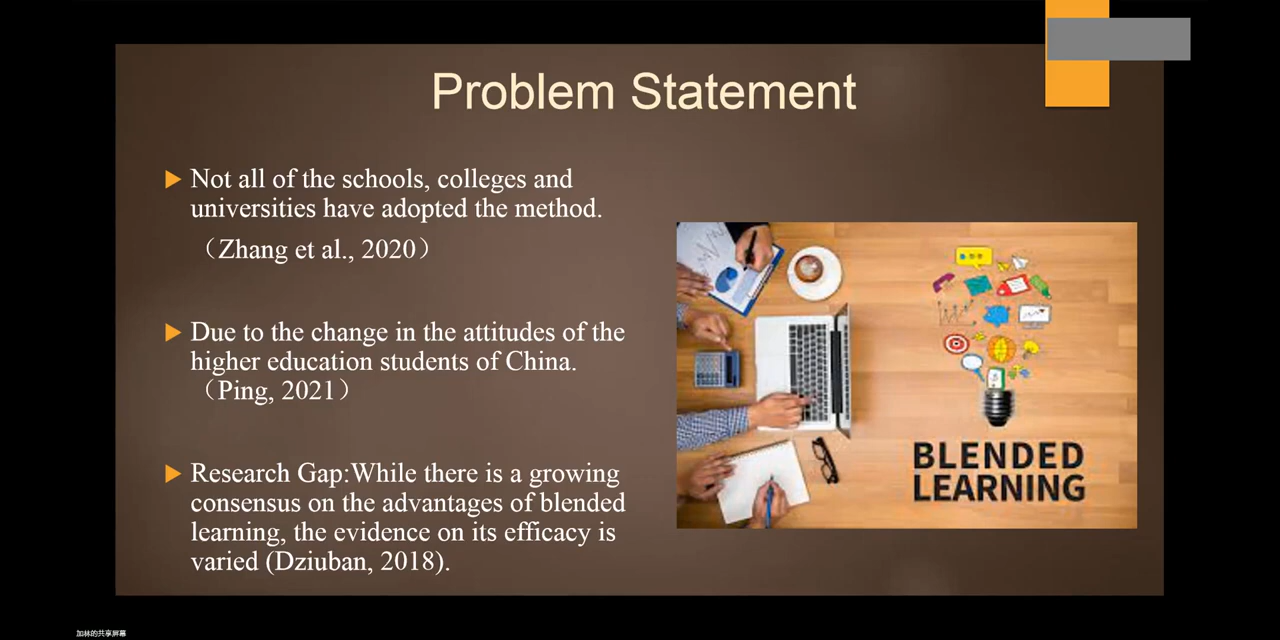 Problem Statement
Not all of the schools, colleges and
universities have adopted the method.
（Zhang et al., 2020）
Due to the change in the attitudes of the
higher education students of China.
（Ping, 2021）
Research Gap:While there is a growing
consensus on the advantages of blended
learning, the evidence on its efficacy is
varied (Dziuban, 2018).
BLENDED
LEARNING
加林的共享屏幕